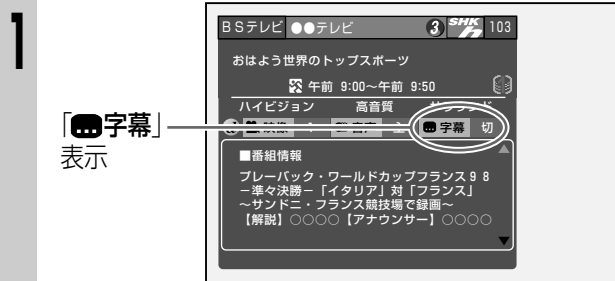 1
BSテレビ ●●テレビ 3 SHK h 103
おはよう世界のトップスポーツ
午前 9:00〜午前 9:50
ハイビジョン 高音質
字幕 切
「字幕」
表示
■番組情報
プレーバック・ワールドカップフランス98
−準々決勝−「イタリア」対「フランス」
〜サンドニ・フランス競技場で録画〜
【解説】○○○○【アナウンサー】○○○○